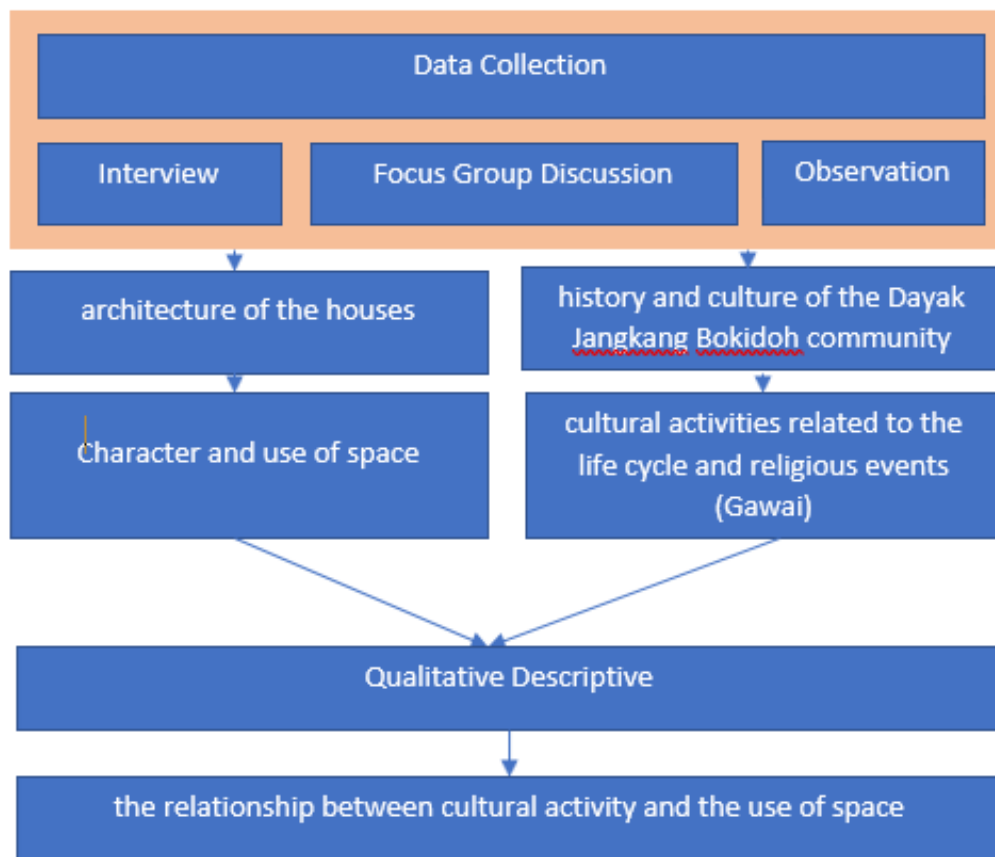 Data Collection
Interview
Focus Group Discussion
Observation
architecture of the houses
history and culture of the Dayak
Jangkang Bokidoh community
Character and use of space
cultural activities related to the
life cycle and religious events
(Gawai)
Qualitative Descriptive
the relationship between cultural activity and the use of space